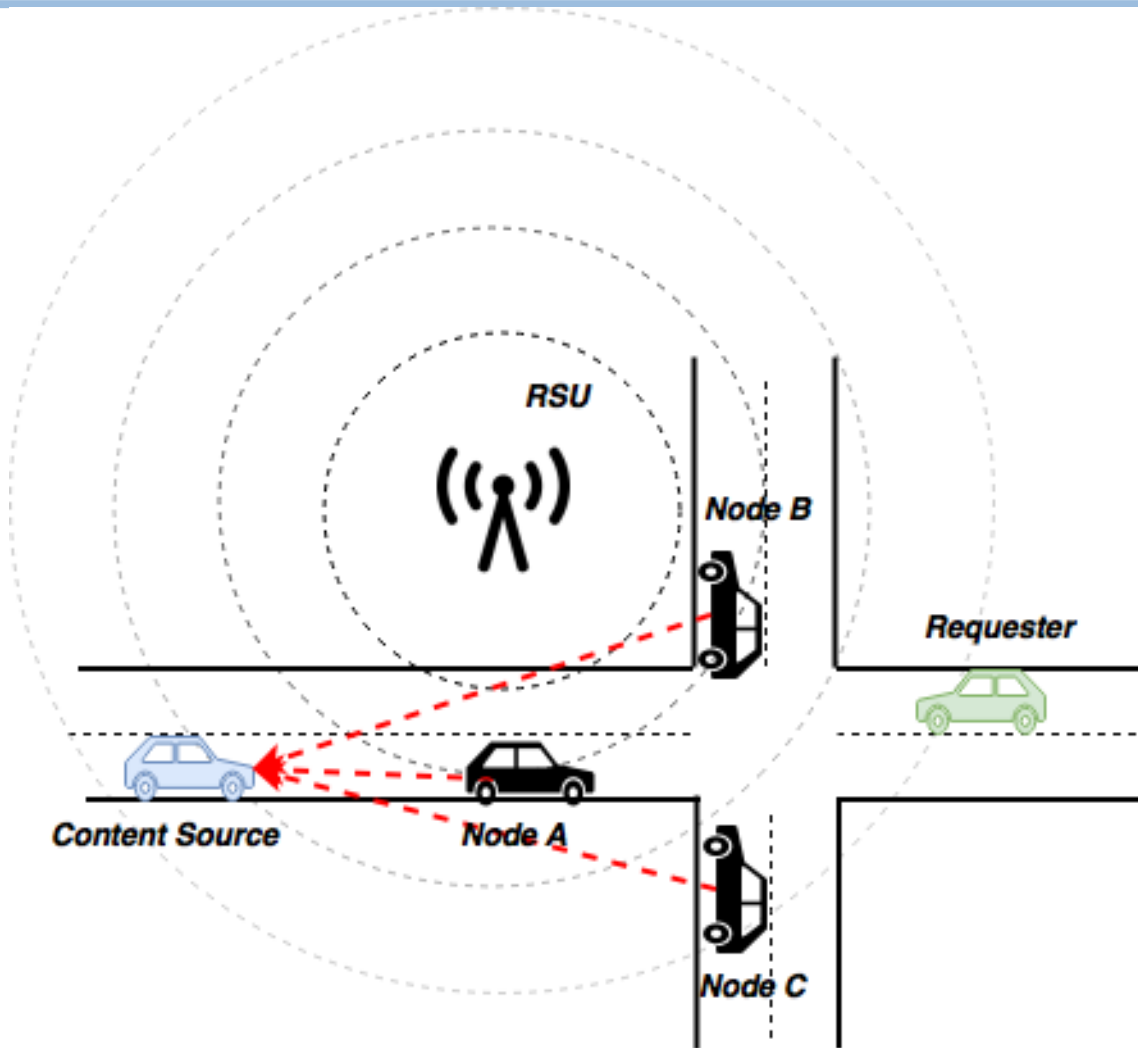 RSU
Node B
Requester
Content Source
Node A
Node C